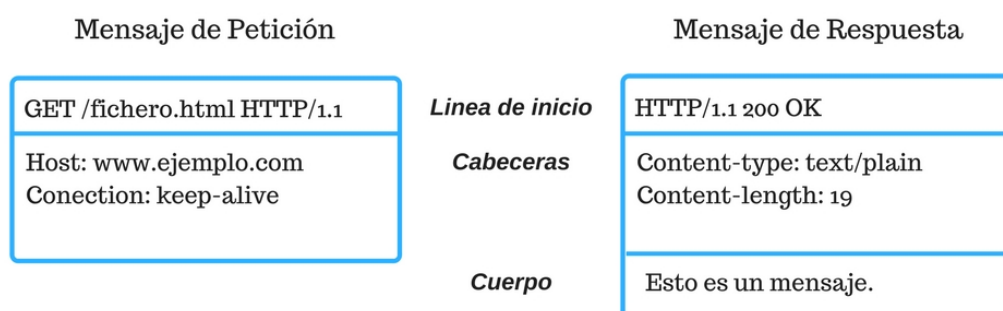 Mensaje de Petición
Mensaje de Respuesta
GET /fichero.html HTTP/1.1
Linea de inicio
HTTP/1.1 200 OK
Host: www.ejemplo.com
Conection: keep-alive
Cabeceras
Content-type: text/plain
Content-length: 19
Cuerpo
Esto es un mensaje.